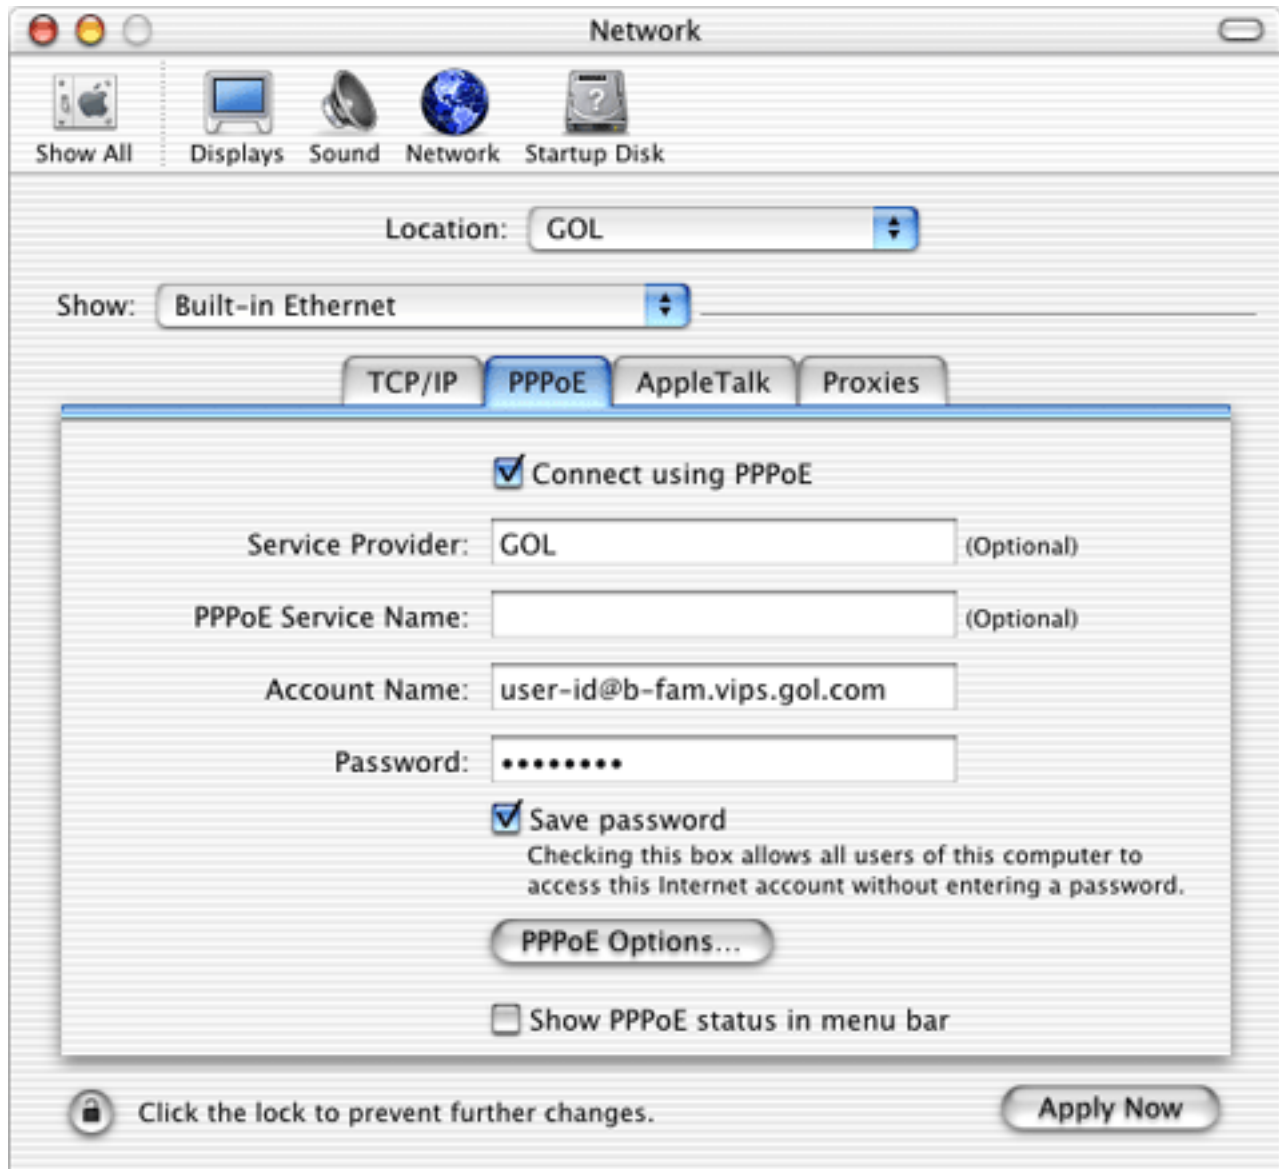 Network
Show All
Displays
Sound
Network
Startup Disk
Location: GOL
Show: Built-in Ethernet
TCP/IP
PPPoE
AppleTalk
Proxies
Connect using PPPoE
Service Provider: GOL (Optional)
PPPoE Service Name: (Optional)
Account Name: user-id@b-fam.vips.gol.com
Password: ••••••••
Save password
Checking this box allows all users of this computer to
access this Internet account without entering a password.
PPPoE Options...
Show PPPoE status in menu bar
Click the lock to prevent further changes.
Apply Now